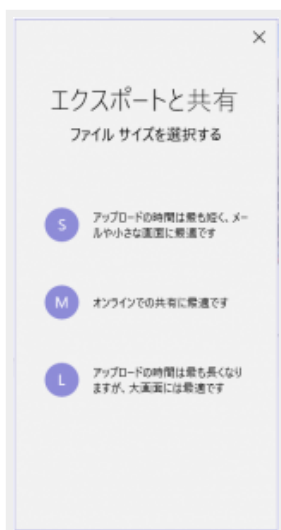 エクスポートと共有
ファイル サイズを選択する
S
アップロードの時間は最も短く、メー
ルや小さな画面に最適です
M
オンラインでの共有に最適です
L
アップロードの時間は最も長くなり
ますが、大画面には最適です